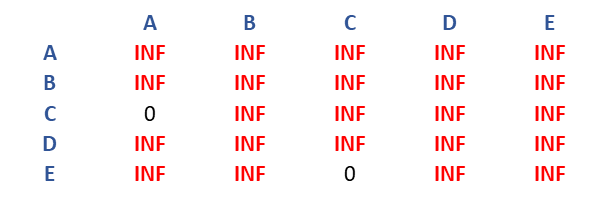 A B C D E
A INF INF INF INF INF
B INF INF INF INF INF
C 0 INF INF INF INF
D INF INF INF INF INF
E INF INF 0 INF INF